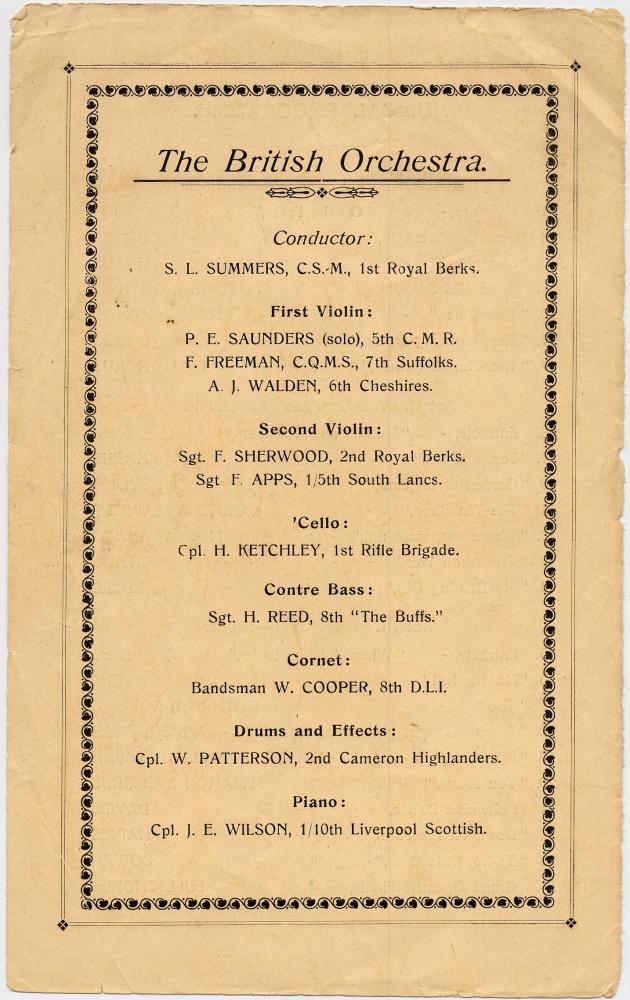 The British Orchestra.
Conductor:
S. L. SUMMERS, C.S.-M., 1st Royal Berks.
First Violin:
P. E. SAUNDERS (solo), 5th C. M. R.
F. FREEMAN, C.Q.M.S., 7th Suffolks.
A. J. WALDEN, 6th Cheshires.
Second Violin:
Sgt. F. SHERWOOD, 2nd Royal Berks.
Sgt F. APPS, 1/5th South Lancs.
'Cello:
Cpl. H. KETCHLEY, 1st Rifle Brigade.
Contre Bass:
Sgt. H. REED, 8th "The Buffs."
Cornet:
Bandsman W. COOPER, 8th D.L.I.
Drums and Effects:
Cpl. W. PATTERSON, 2nd Cameron Highlanders.
Piano:
Cpl. J. E. WILSON, 1/10th Liverpool Scottish.